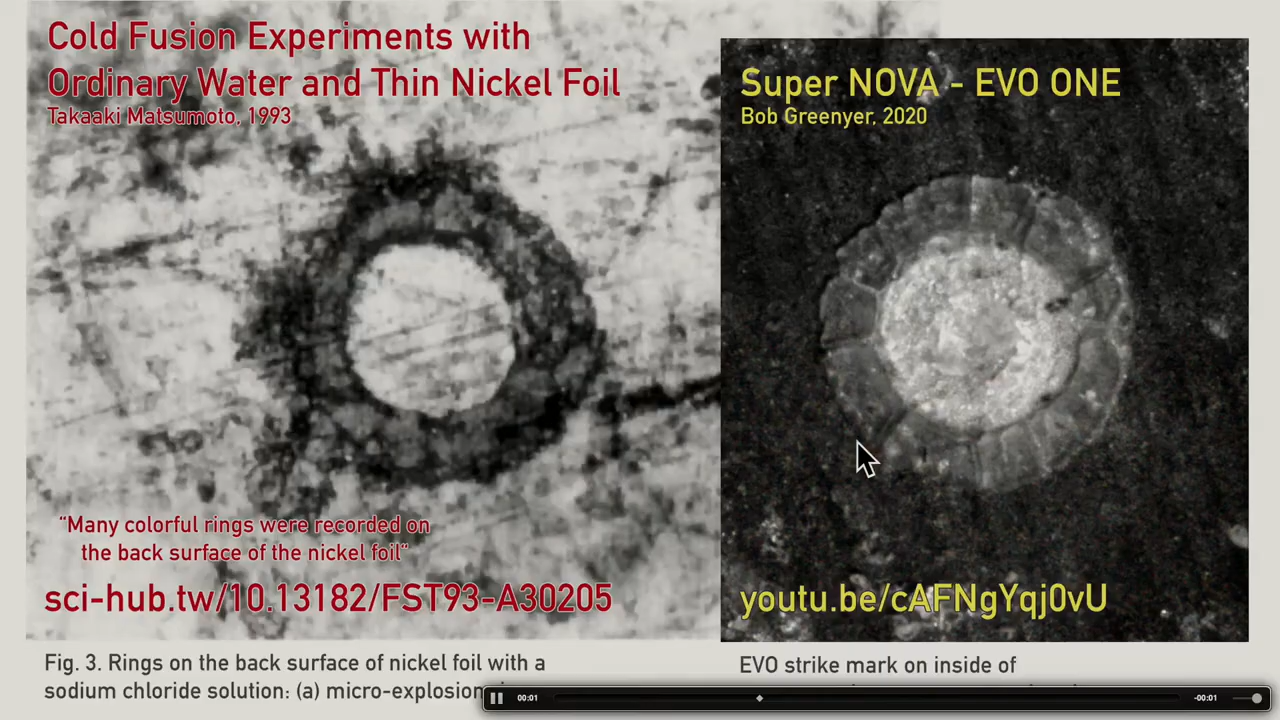 Cold Fusion Experiments with
Ordinary Water and Thin Nickel Foil
Takaaki Matsumoto, 1993
"Many colorful rings were recorded on
the back surface of the nickel foil"
sci-hub.tw/10.13182/FST93-A30205
Fig. 3. Rings on the back surface of nickel foil with a
sodium chloride solution: (a) micro-explosion
Super NOVA - EVO ONE
Bob Greenyer, 2020
youtu.be/cAFNgYqj0vU
EVO strike mark on inside of
00:01
-00:01